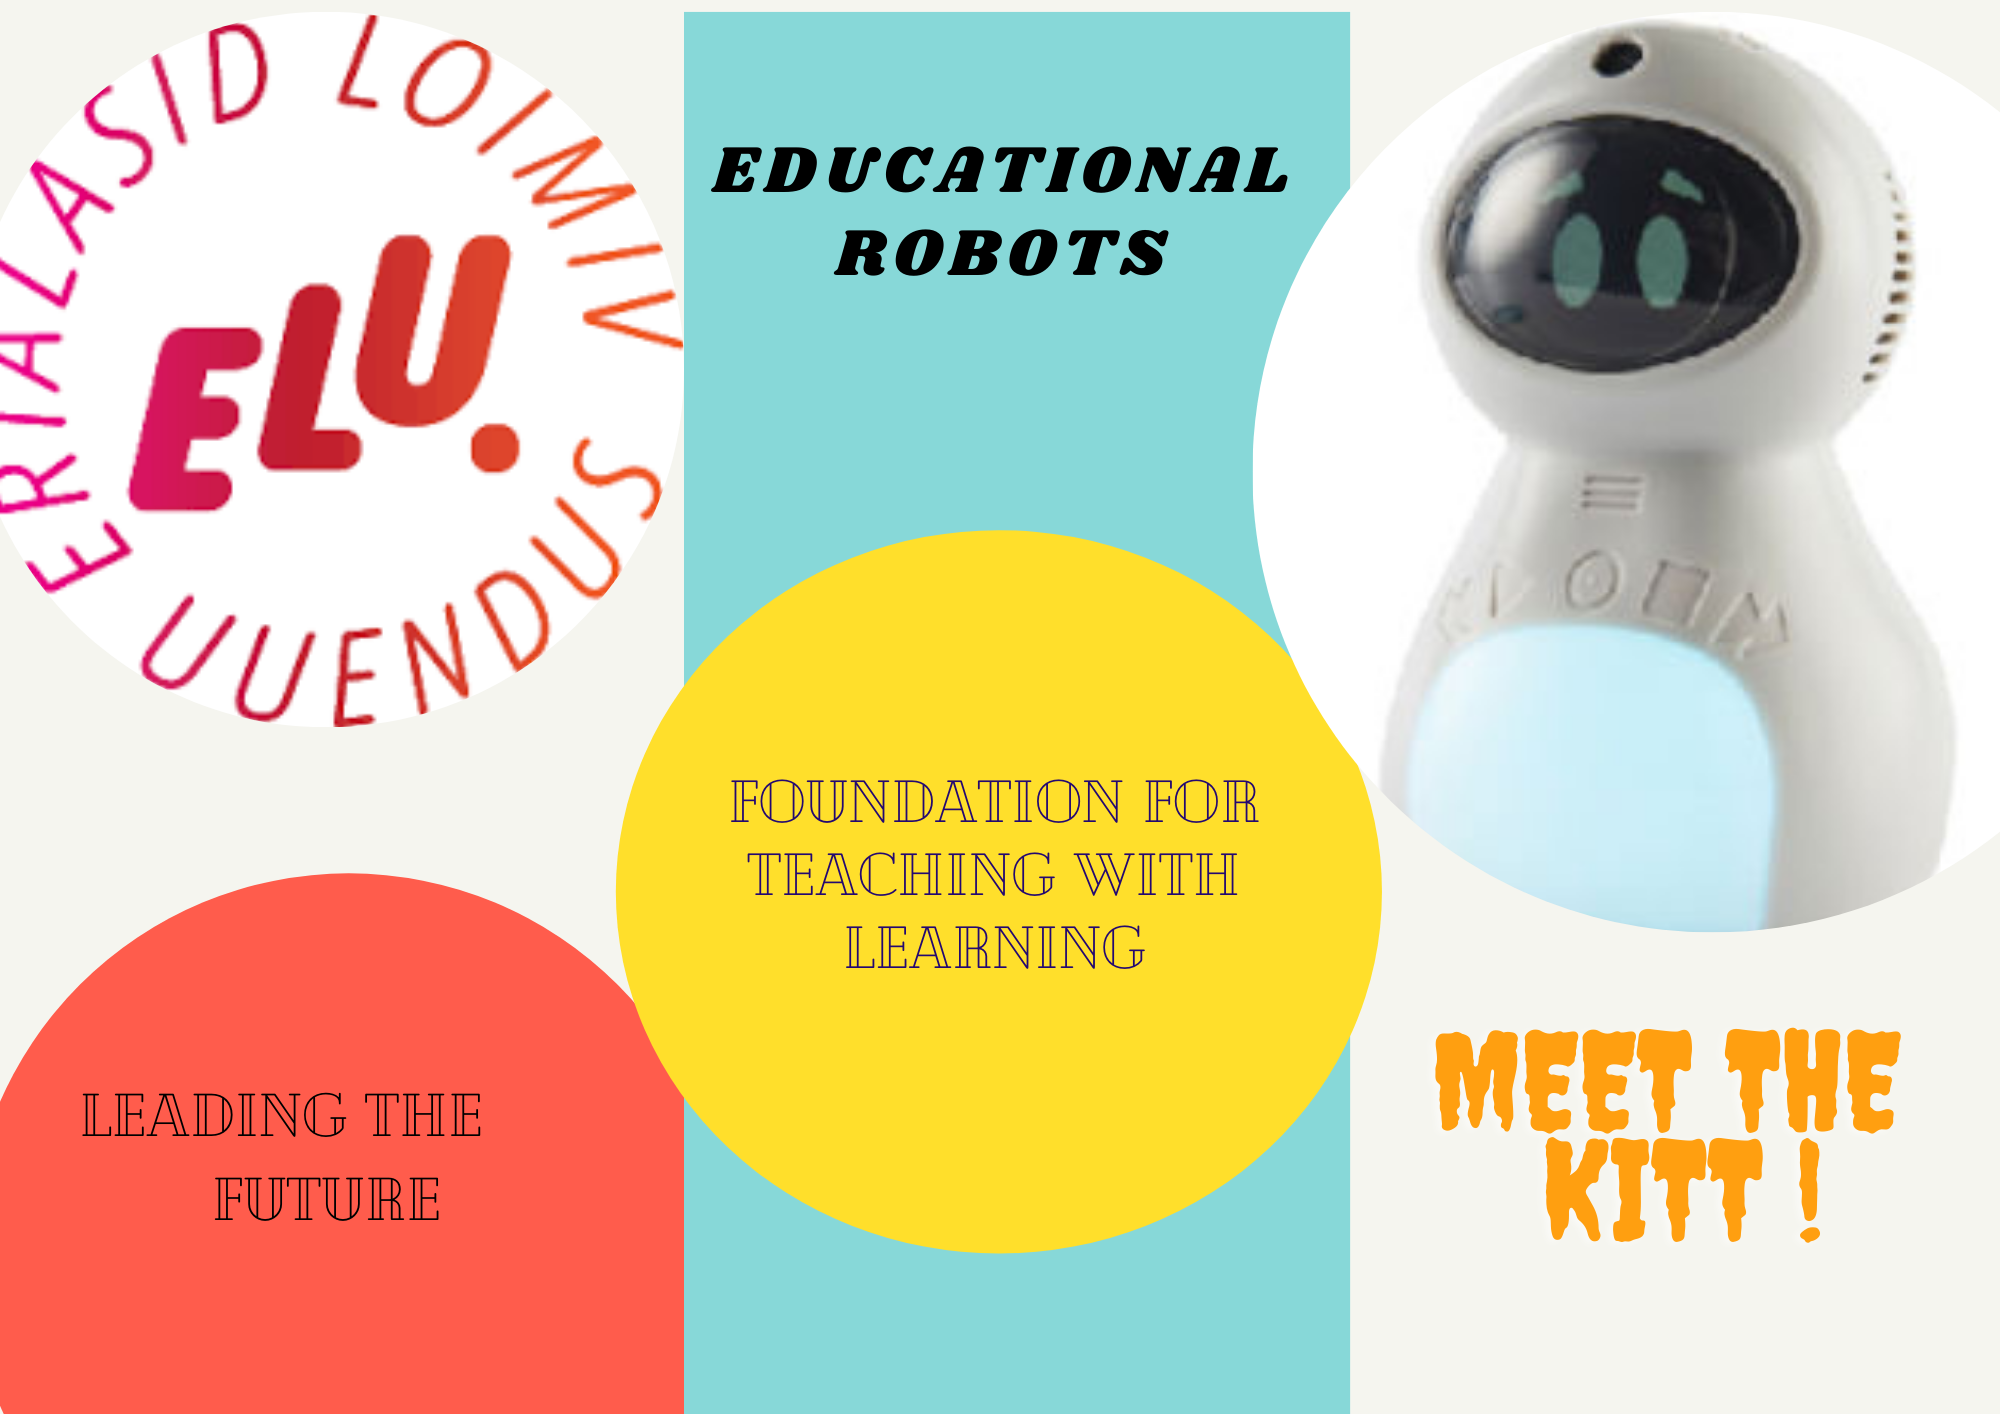 ERIALASID LOIMIV UUENDUS
ELU.
EDUCATIONAL
ROBOTS
FOUNDATION FOR
TEACHING WITH
LEARNING
LEADING THE
FUTURE
MEET THE
KITT !